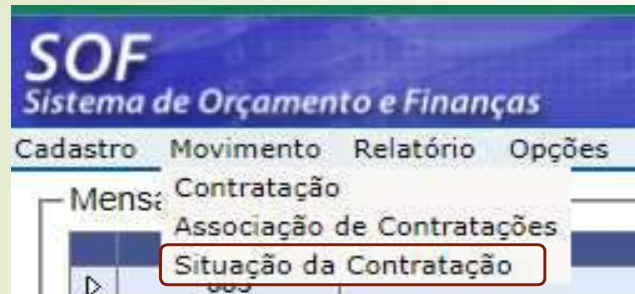 SOF
Sistema de Orçamento e Finanças
Cadastro Movimento Relatório Opções
Contratação
Associação de Contratações
Situação da Contratação